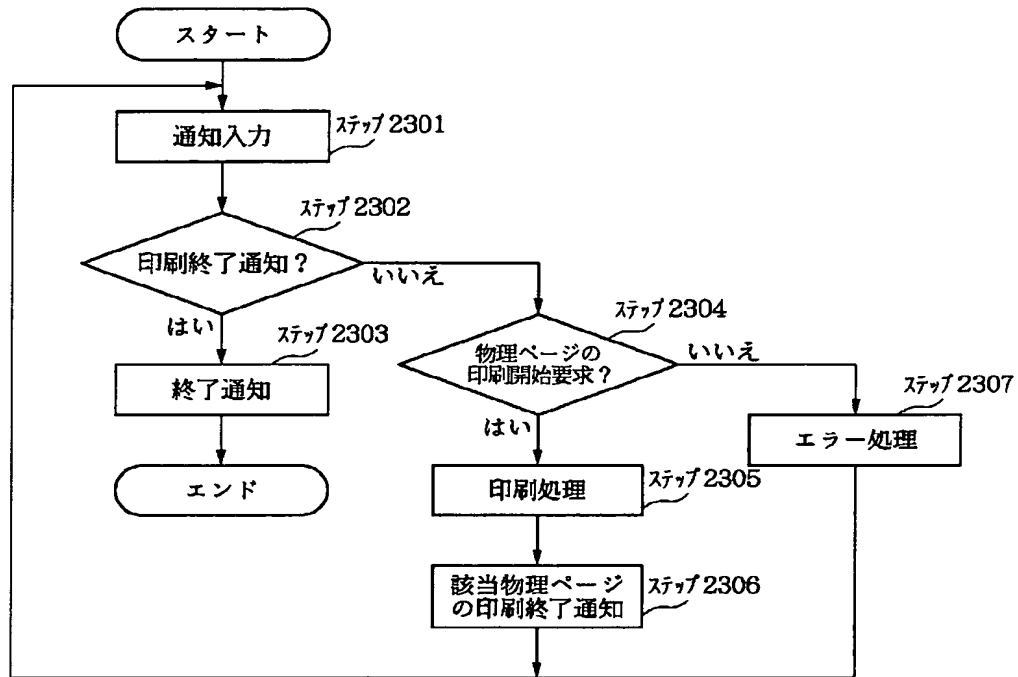 スタート
通知入力
ステップ2301
ステップ2302
印刷終了通知?
いいえ
はい
ステップ2303
終了通知
エンド
ステップ2304
物理ページの
印刷開始要求?
いいえ
はい
ステップ2307
エラー処理
印刷処理
ステップ2305
該当物理ページ
の印刷終了通知
ステップ2306